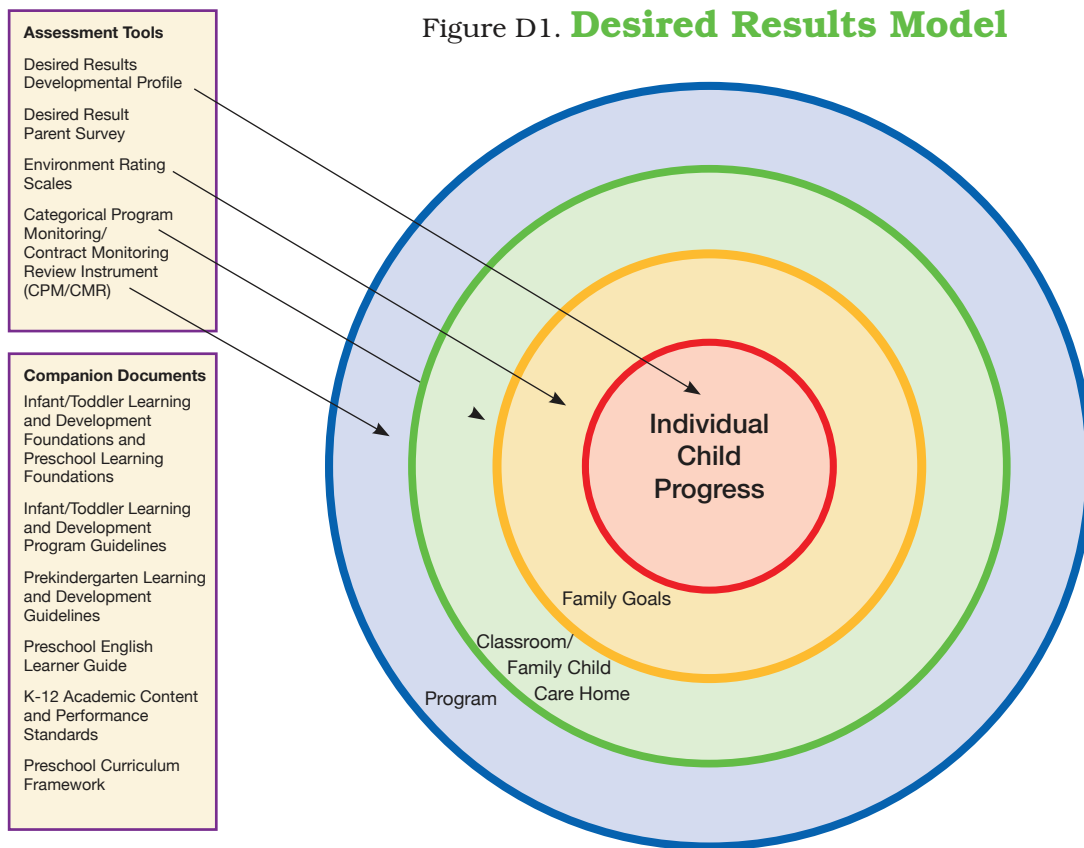 Figure D1. Desired Results Model
Assessment Tools
Desired Results
Developmental Profile
Desired Result
Parent Survey
Environment Rating
Scales
Categorical Program
Monitoring/
Contract Monitoring
Review Instrument
(CPM/CMR)
Companion Documents
Infant/Toddler Learning
and Development
Foundations and
Preschool Learning
Foundations
Infant/Toddler Learning
and Development
Program Guidelines
Prekindergarten Learning
and Development
Guidelines
Preschool English
Learner Guide
K-12 Academic Content
and Performance
Standards
Preschool Curriculum
Framework
Individual
Child
Progress
Family Goals
Classroom/
Family Child
Care Home
Program